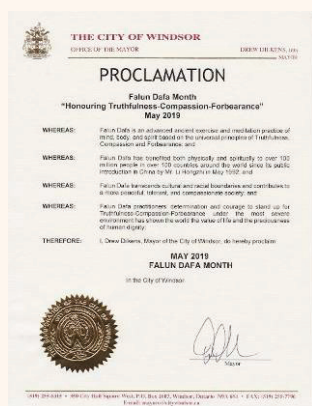 THE CITY OF WINDSOR
OFFICE OF THE MAYOR DREW DILKENS,
MAYOR
PROCLAMATION
Falun Dafa Month
"Honouring Truthfulness-Compassion-Forbearance"
May 2019
WHEREAS: Falun Dafa is an advanced ancient exercise and meditation practice of
mind, body, and spirit based on the universal principles of Truthfulness,
Compassion and Forbearance; and
WHEREAS: Falun Dafa has benefited both physically and spiritually to over 100
million people in over 100 countries around the world since its public
introduction in China by Mr. Li Hongzhi in May 1992; and
WHEREAS: Falun Dafa transcends cultural and racial boundaries and contributes to
a more peaceful, tolerant, and compassionate society; and
WHEREAS: Falun Dafa practitioners' determination and courage to stand up for
Truthfulness-Compassion-Forbearance under the most severe
environment has shown the world the value of life and the preciousness
of human dignity;
THEREFORE: I, Drew Dilkens, Mayor of the City of Windsor, do hereby proclaim
MAY 2019
FALUN DAFA MONTH
in the City of Windsor
Mayor